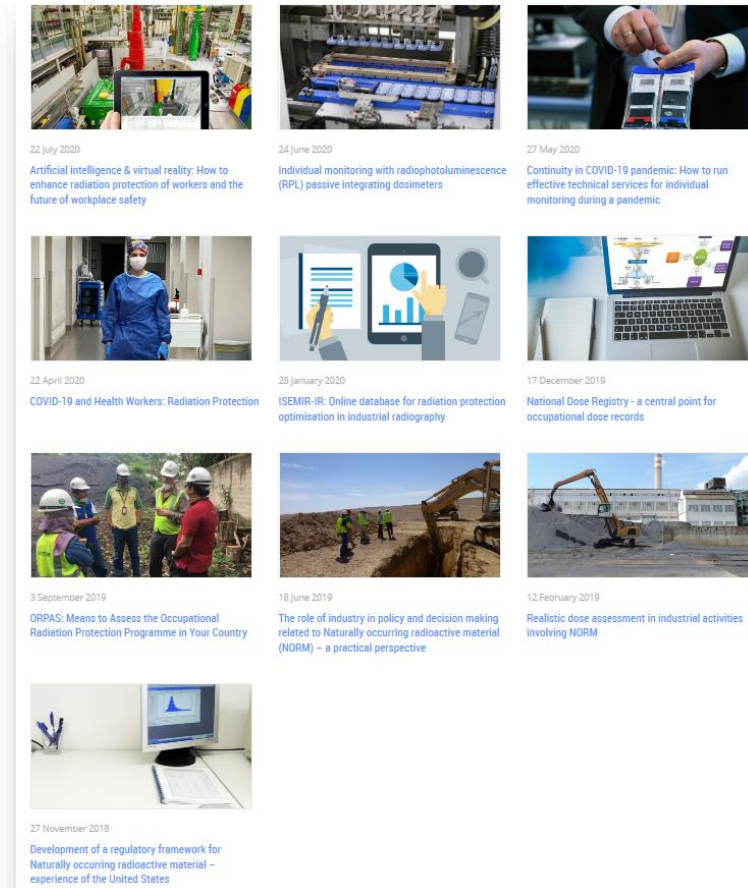 22 July 2020
Artificial intelligence & virtual reality: How to
enhance radiation protection of workers and the
future of workplace safety
24 June 2020
Individual monitoring with radiophotoluminescence
(RPL) passive integrating dosimeters
27 May 2020
Continuity in COVID-19 pandemic: How to run
effective technical services for individual
monitoring during a pandemic
22 April 2020
COVID-19 and Health Workers: Radiation Protection
28 January 2020
ISEMIR-IR: Online database for radiation protection
optimisation in industrial radiography
17 December 2019
National Dose Registry - a central point for
occupational dose records
3 September 2019
ORPAS: Means to Assess the Occupational
Radiation Protection Programme in Your Country
18 June 2019
The role of industry in policy and decision making
related to Naturally occurring radioactive material
(NORM) – a practical perspective
12 February 2019
Realistic dose assessment in industrial activities
involving NORM
27 November 2018
Development of a regulatory framework for
Naturally occurring radioactive material –
experience of the United States